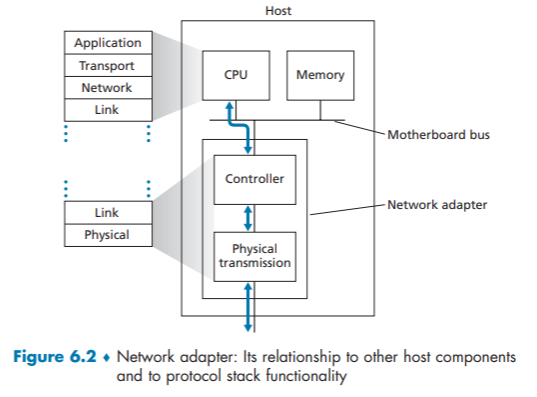 Host
Application
Transport
Network
Link
CPU
Memory
Motherboard bus
Controller
Network adapter
Link
Physical
Physical
transmission
Figure 6.2 ♦ Network adapter: Its relationship to other host components
and to protocol stack functionality